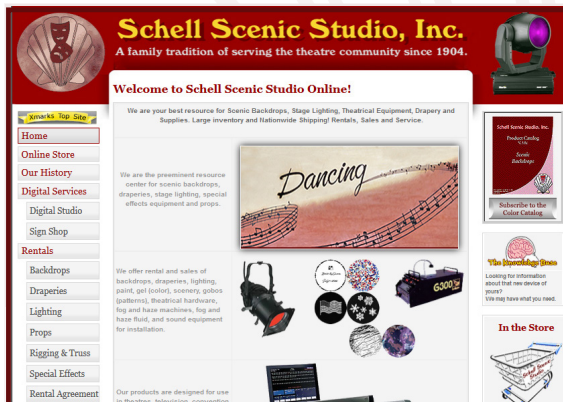 Schell Scenic Studio, Inc.
A family tradition of serving the theatre community since 1904.
Welcome to Schell Scenic Studio Online!
We are your best resource for Scenic Backdrops, Stage Lighting, Theatrical Equipment, Drapery and
Supplies. Large inventory and Nationwide Shipping! Rentals, Sales and Service.
Xmarks Top Site
Home
Online Store
Our History
Digital Services
Digital Studio
Sign Shop
Rentals
Backdrops
Draperies
Lighting
Props
Rigging & Truss
Special Effects
Rental Agreement
We are the preeminent resource
center for scenic backdrops,
draperies, stage lighting, special
effects equipment and props.
Dancing
We offer rental and sales of
backdrops, draperies, lighting,
paint, gel (color), scenery, gobos
(patterns), theatrical hardware,
fog and haze machines, fog and
haze fluid, and sound equipment
for installation.
G300
Our products are designed for use
in theatres, television, corruption
Schell Scenic Studio, Inc.
Product Catalog
Scenic
Backdrops
Subscribe to the
Color Catalog
The Knowledge Base
Looking for information
about that new device of
yours?
We may have what you need.
In the Store
Schell Scenic
Studio